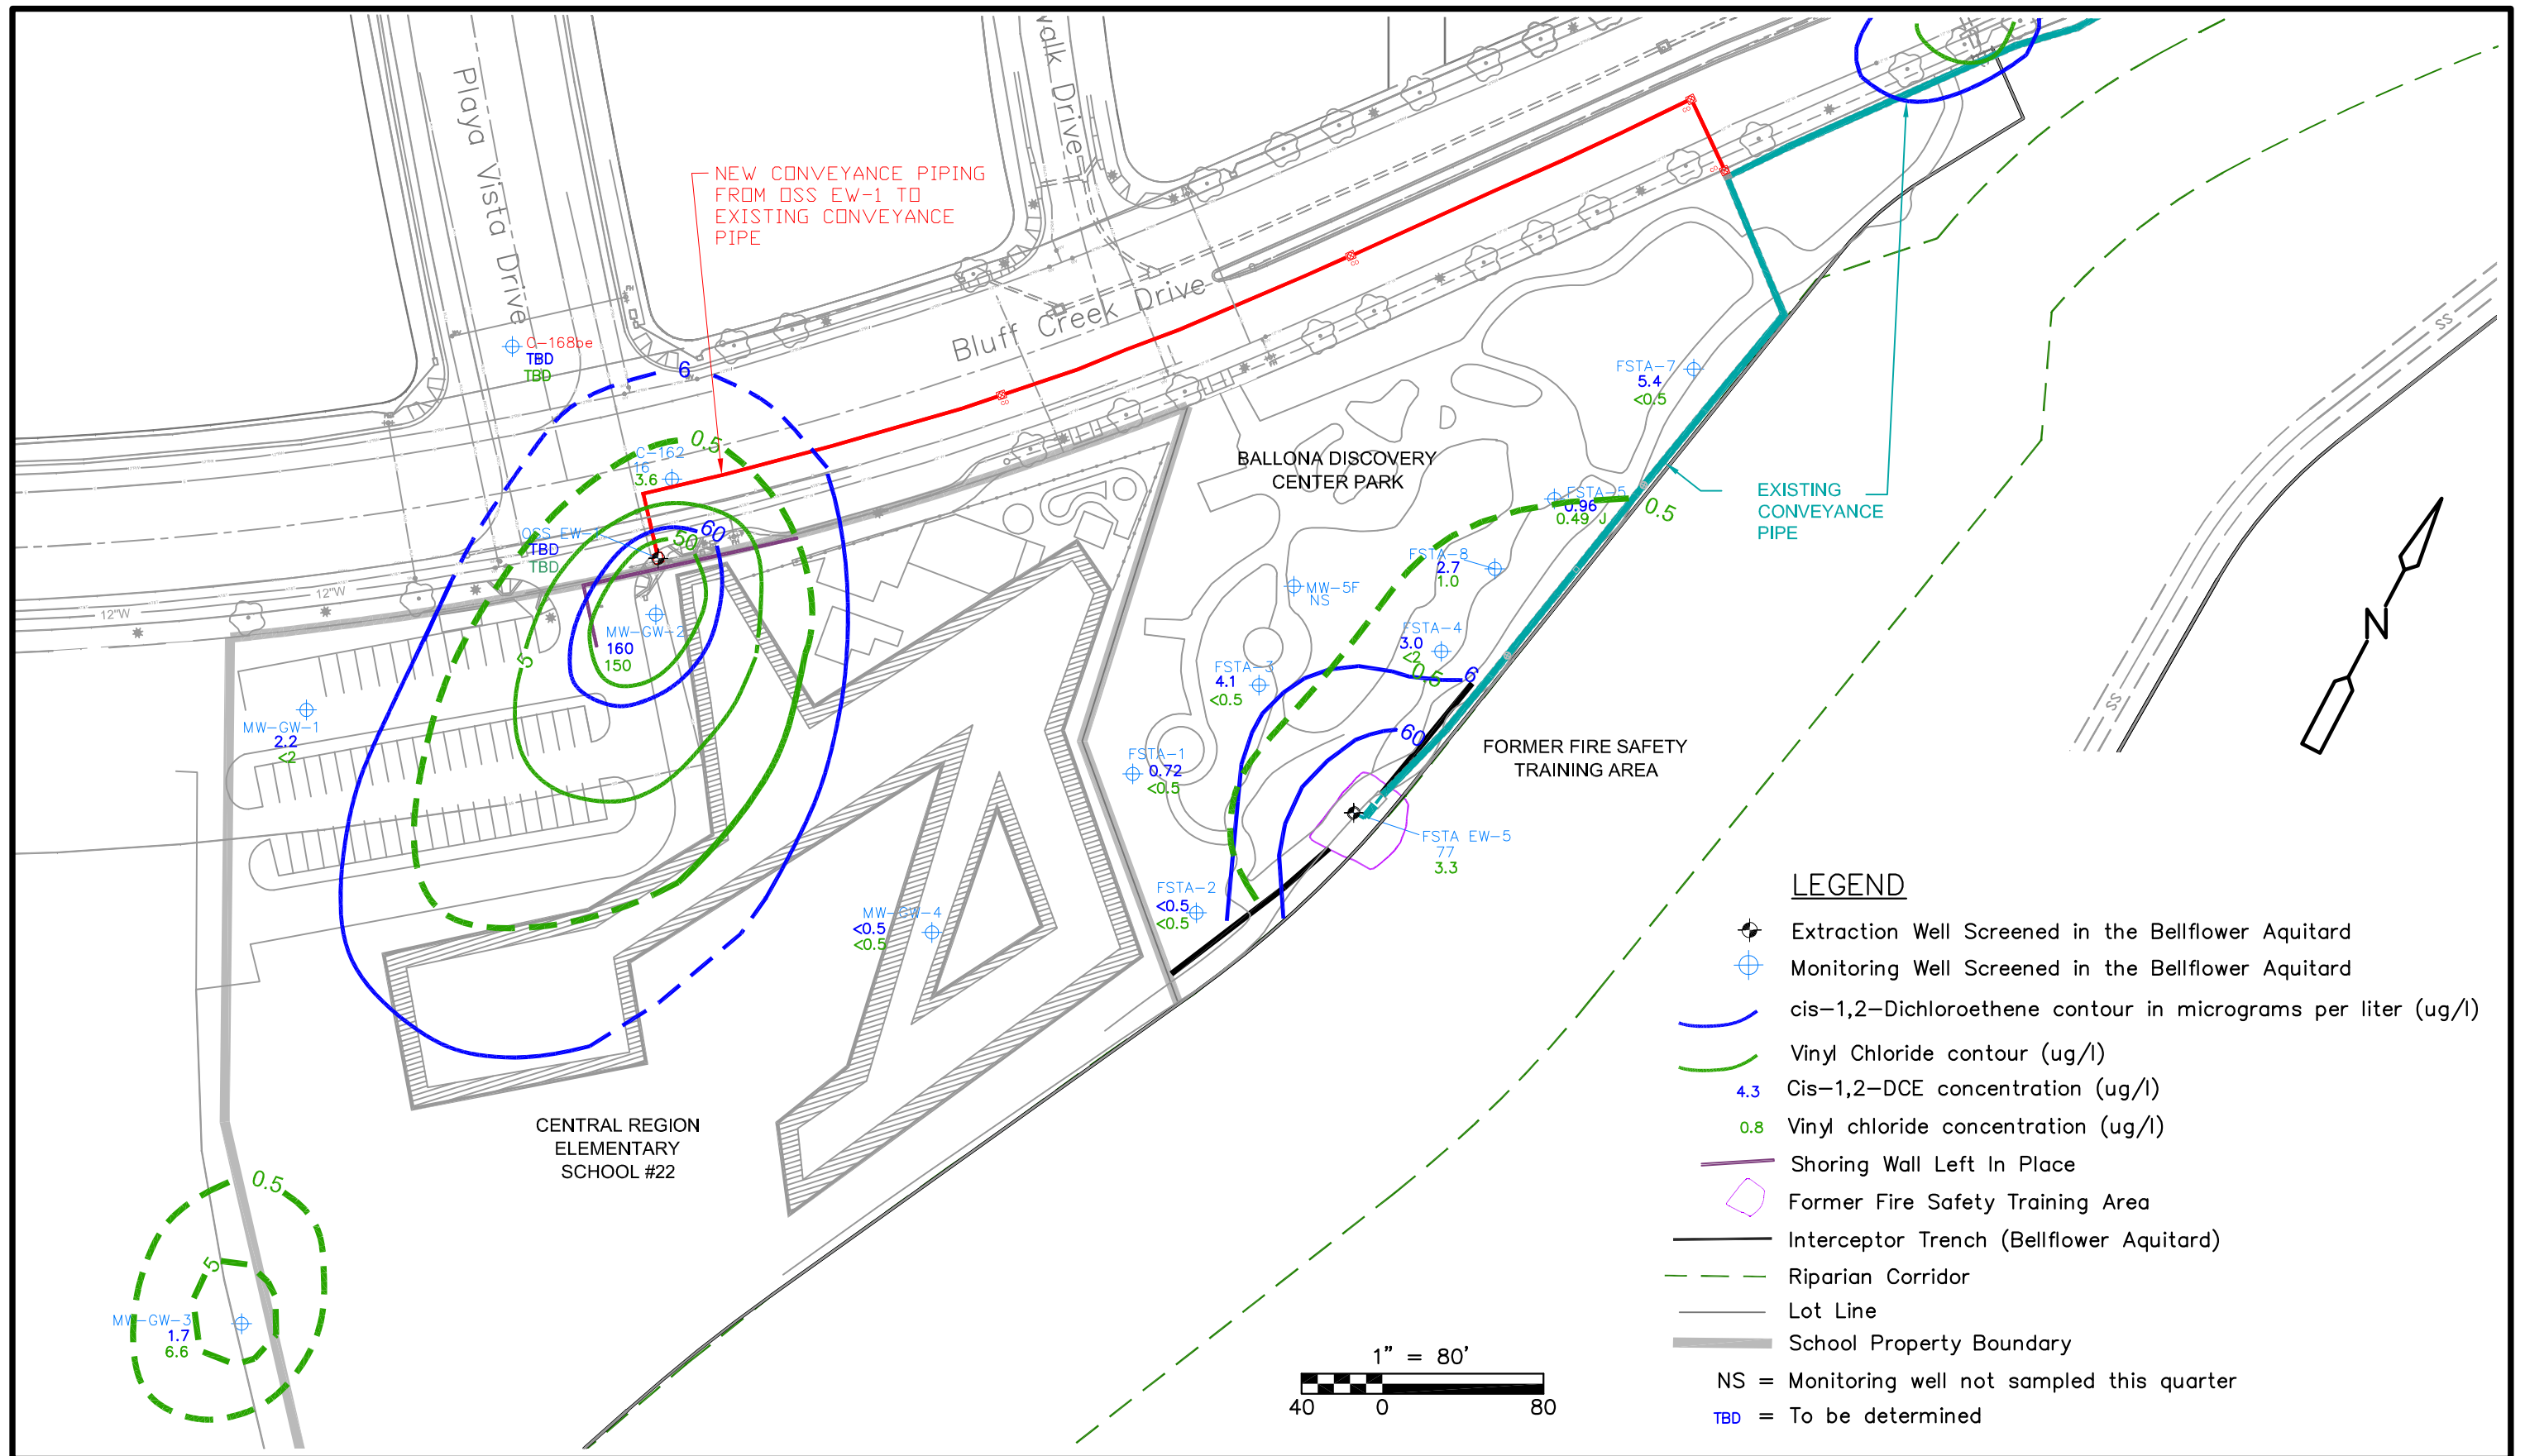 Playa Vista Drive
walk Drive
NEW CONVEYANCE PIPING
FROM OSS EW-1 TO
EXISTING CONVEYANCE
PIPE
Bluff Creek Drive
C-168be
TBD
TBD
6
0.5
C-162
16
3.6
OSS EW-1
TBD
TBD
60
50
5
MW-GW-2
160
150
12"W
12"W
MW-GW-1
2.2
<2
MW-GW-4
<0.5
<0.5
CENTRAL REGION
ELEMENTARY
SCHOOL #22
0.5
5
MW-GW-3
1.7
6.6
BALLONA DISCOVERY
CENTER PARK
FSTA-7
5.4
<0.5
FSTA-5
0.96
0.49 J
0.5
EXISTING
CONVEYANCE
PIPE
FSTA-8
2.7
1.0
MW-5F
NS
FSTA-4
3.0
<2
0.5
6
FSTA-3
4.1
<0.5
60
FSTA-1
0.72
<0.5
FORMER FIRE SAFETY
TRAINING AREA
FSTA EW-5
77
3.3
FSTA-2
<0.5
<0.5
SS
SS
N
LEGEND
Extraction Well Screened in the Bellflower Aquitard
Monitoring Well Screened in the Bellflower Aquitard
cis-1,2-Dichloroethene contour in micrograms per liter (ug/l)
Vinyl Chloride contour (ug/l)
4.3 Cis-1,2-DCE concentration (ug/l)
0.8 Vinyl chloride concentration (ug/l)
Shoring Wall Left In Place
Former Fire Safety Training Area
Interceptor Trench (Bellflower Aquitard)
Riparian Corridor
Lot Line
School Property Boundary
NS = Monitoring well not sampled this quarter
TBD = To be determined
1" = 80'
40 0 80